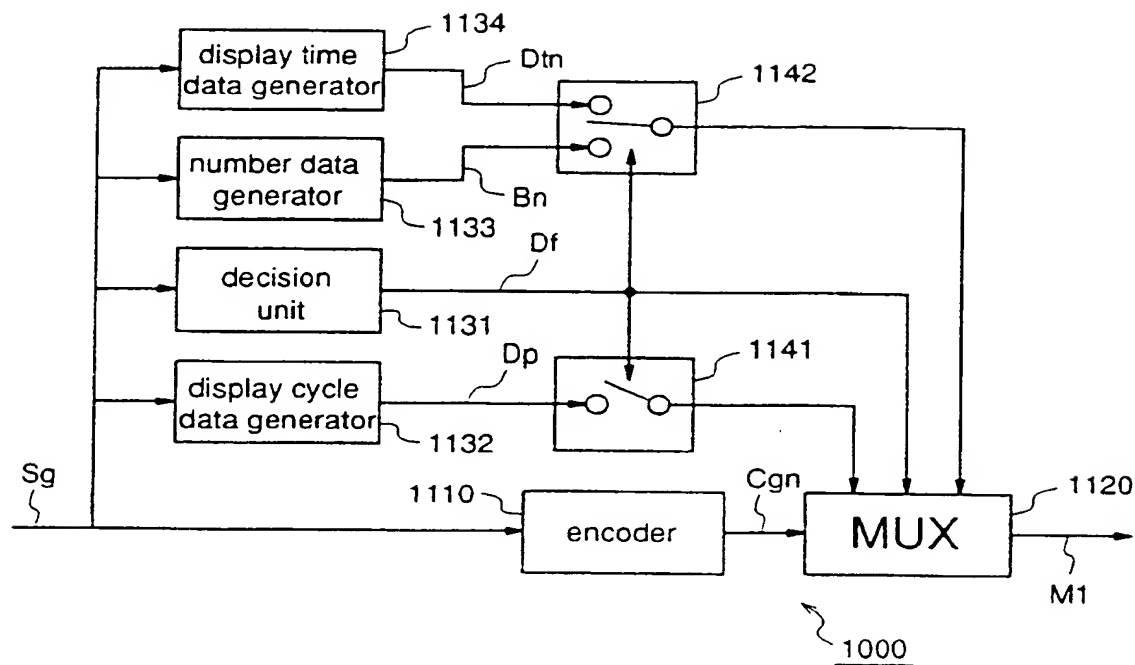 1134
display time
data generator
Dtn
1142
number data
generator
Bn
1133
Df
decision
unit
1131
1141
Dp
display cycle
data generator
1132
Sg
1110
Cgn
1120
encoder
MUX
M1
1000